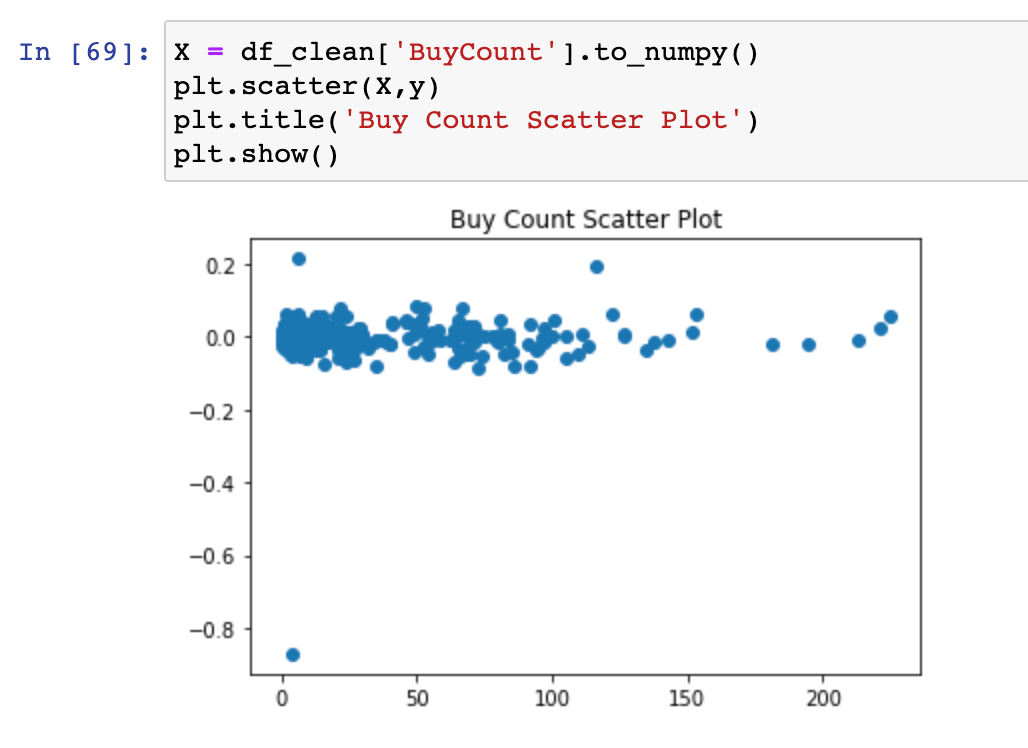 In [69]: X = df_clean['BuyCount'].to_numpy()
plt.scatter(X,y)
plt.title('Buy Count Scatter Plot')
plt.show()
Buy Count Scatter Plot
0.2
0.0
−0.2
−0.4
−0.6
−0.8
0 50 100 150 200